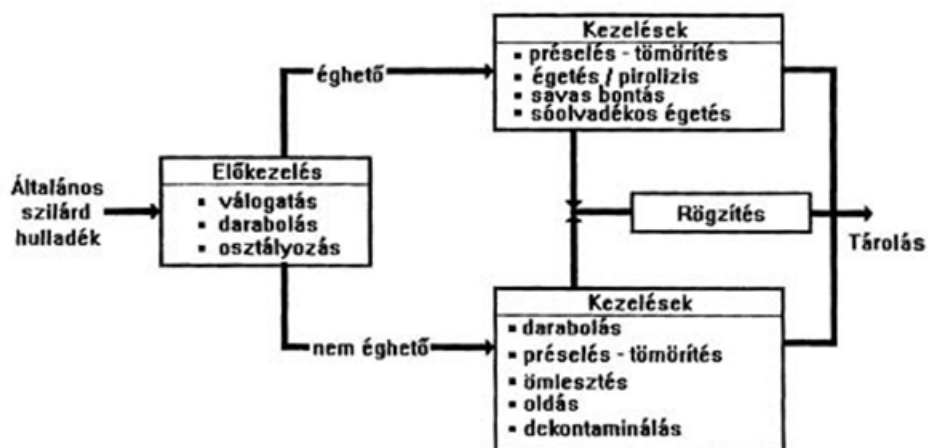 Általános
szilárd
hulladék
Előkezelés
▪ válogatás
▪ darabolás
▪ osztályozás
éghető
Kezelések
▪ préselés - tömörítés
▪ égetés / pirolizis
▪ savas bontás
▪ sóolvadékos égetés
Rögzítés
Tárolás
nem éghető
Kezelések
▪ darabolás
▪ préselés - tömörítés
▪ ömlesztés
▪ oldás
▪ dekontaminálás